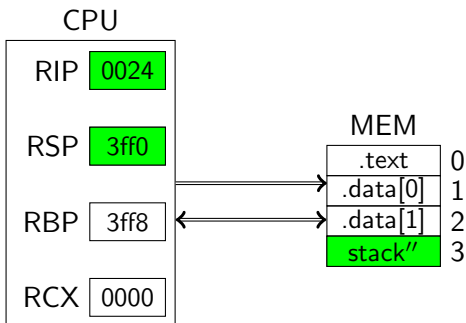 CPU
RIP 0024
RSP 3ff0
RBP 3ff8
RCX 0000
MEM
.text 0
.data[0] 1
.data[1] 2
stack″ 3